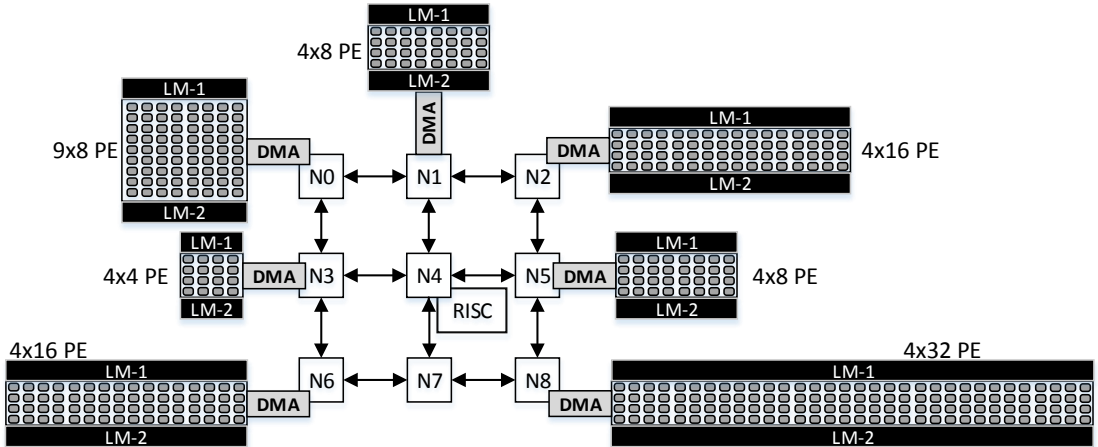 LM-1
4x8 PE
LM-2
DMA
LM-1
9x8 PE
LM-2
DMA
LM-1
4x16 PE
LM-2
DMA
N0
N1
N2
LM-1
4x4 PE
LM-2
DMA
N3
N4
RISC
N5
DMA
LM-1
4x8 PE
LM-2
4x16 PE
LM-1
LM-2
DMA
N6
N7
N8
DMA
4x32 PE
LM-1
LM-2